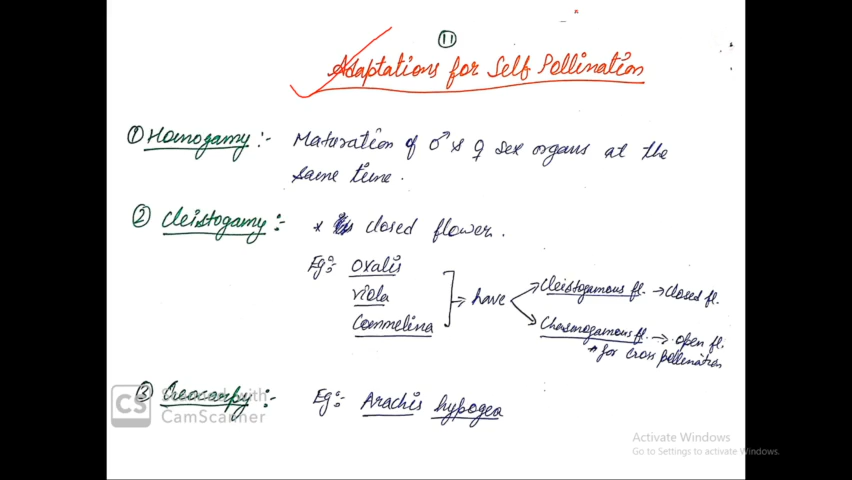 11
Adaptations for Self Pollination
① Homogamy :- Maturation of ♂ & ♀ sex organs at the
same time.
② Cleistogamy :- * closed flower.
Eg:- Oxalis
viola
Commelina
→ have
Cleistogamous fl. → closed fl.
Chasmogamous fl. → open fl.
* for cross pollination
③ Geocarpy :- Eg:- Arachis hypogea
CS Scanned with
CamScanner
Activate Windows
Go to Settings to activate Windows.